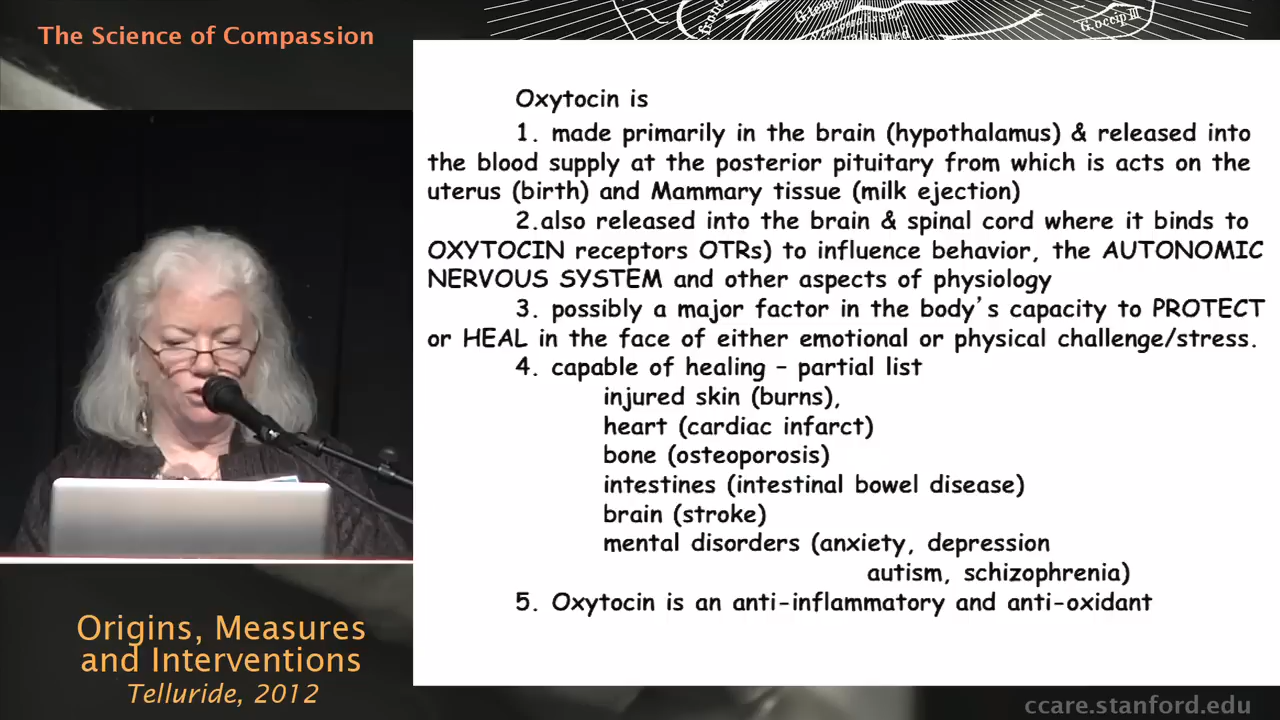 The Science of Compassion
G.occip III
Oxytocin is
1. made primarily in the brain (hypothalamus) & released into
the blood supply at the posterior pituitary from which is acts on the
uterus (birth) and Mammary tissue (milk ejection)
2.also released into the brain & spinal cord where it binds to
OXYTOCIN receptors OTRs) to influence behavior, the AUTONOMIC
NERVOUS SYSTEM and other aspects of physiology
3. possibly a major factor in the body's capacity to PROTECT
or HEAL in the face of either emotional or physical challenge/stress.
4. capable of healing – partial list
injured skin (burns),
heart (cardiac infarct)
bone (osteoporosis)
intestines (intestinal bowel disease)
brain (stroke)
mental disorders (anxiety, depression
autism, schizophrenia)
5. Oxytocin is an anti-inflammatory and anti-oxidant
Origins, Measures
and Interventions
Telluride, 2012
ccare.stanford.edu